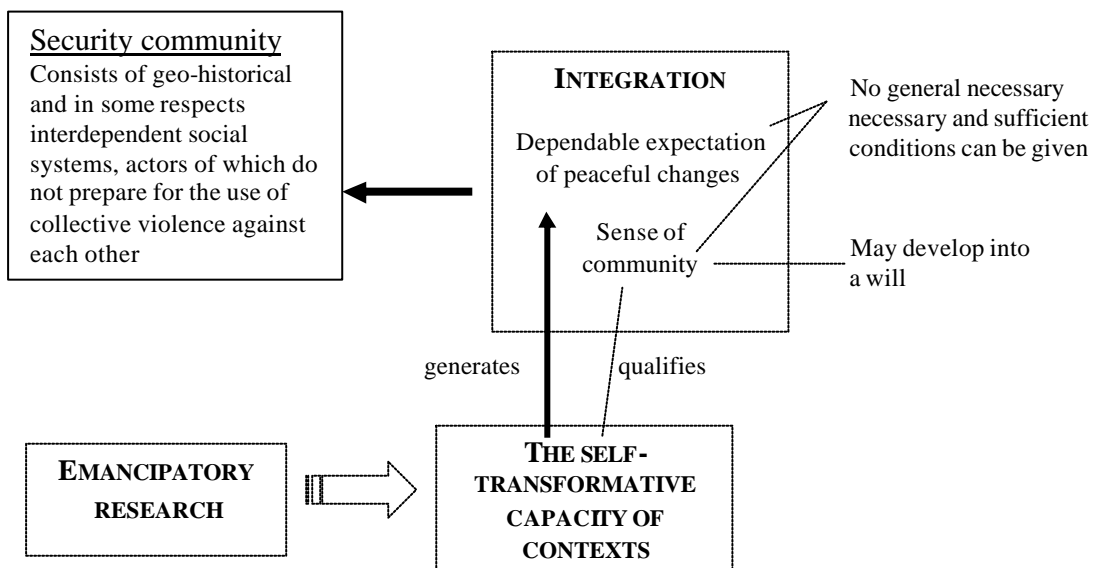 Security community
Consists of geo-historical
and in some respects
interdependent social
systems, actors of which do
not prepare for the use of
collective violence against
each other
INTEGRATION
Dependable expectation
of peaceful changes
Sense of
community
No general necessary
necessary and sufficient
conditions can be given
May develop into
a will
generates
qualifies
EMANCIPATORY
RESEARCH
THE SELF-
TRANSFORMATIVE
CAPACITY OF
CONTEXTS